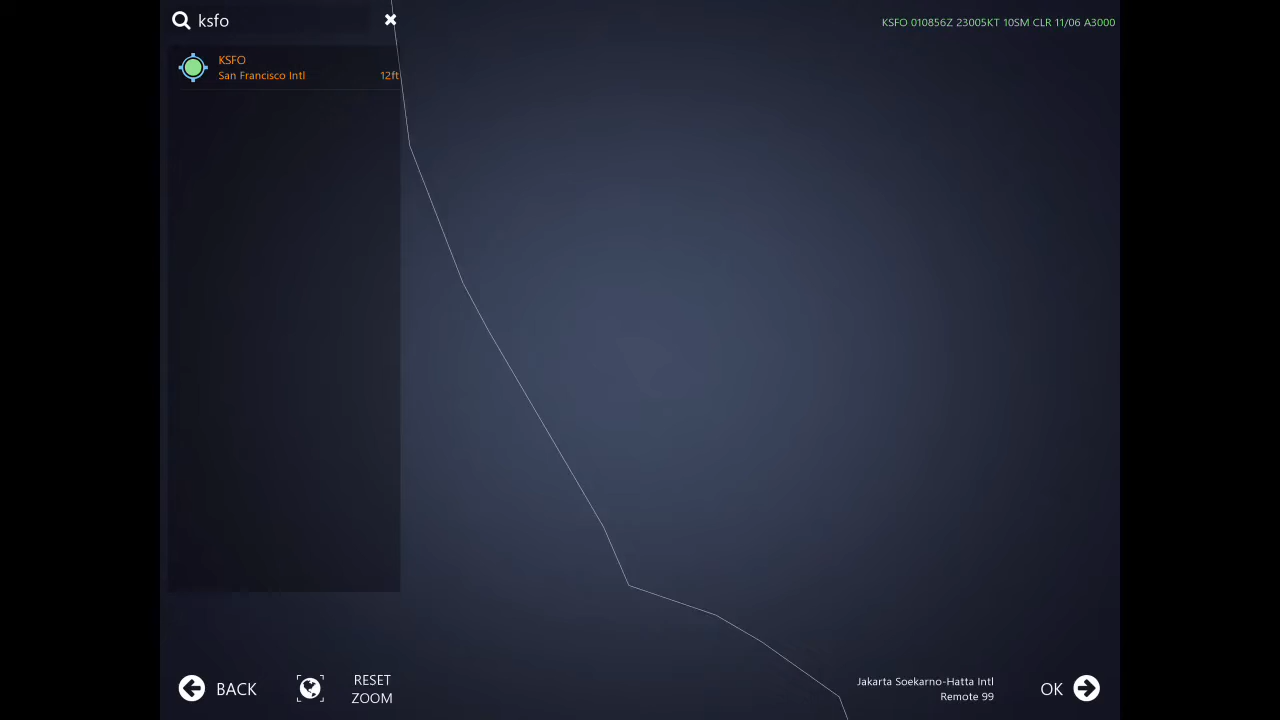 ksfo
KSFO 010856Z 23005KT 10SM CLR 11/06 A3000
KSFO
San Francisco Intl 12ft
BACK
RESET
ZOOM
Jakarta Soekarno-Hatta Intl
Remote 99
OK